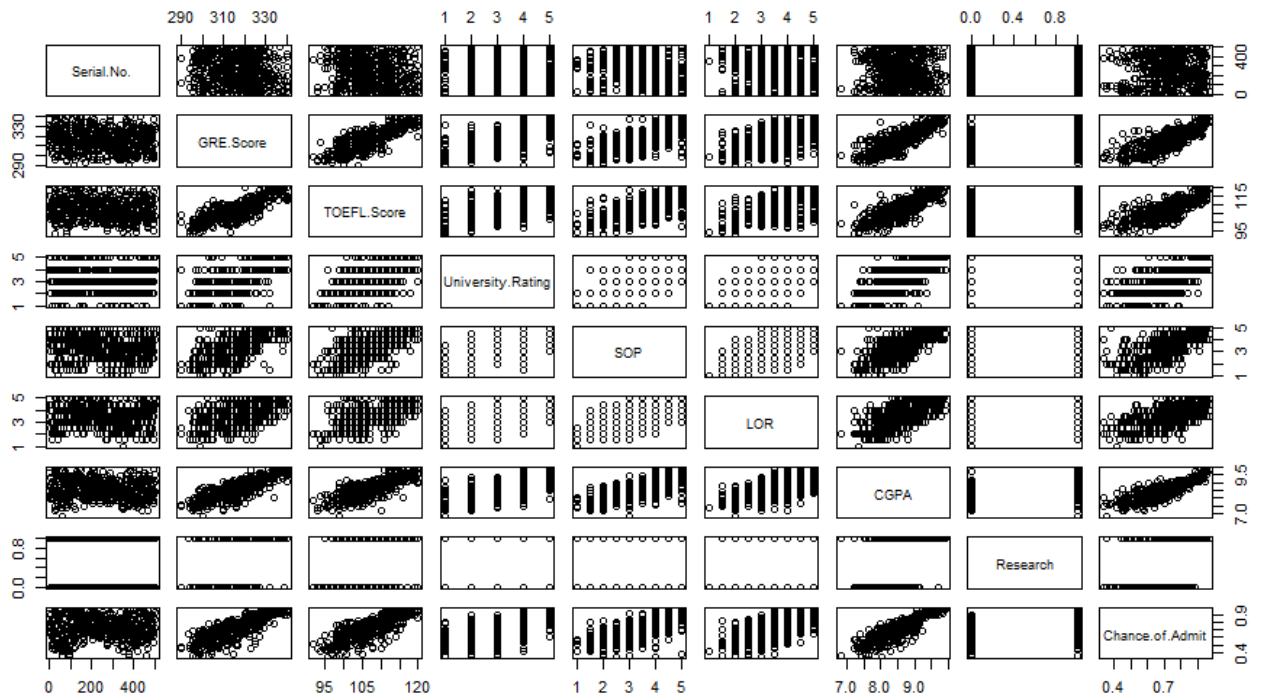 290 310 330 1 2 3 4 5 1 2 3 4 5 0.0 0.4 0.8
Serial.No. 0 400
290 330 GRE.Score
TOEFL.Score 95 105 115
1 3 5 University.Rating
SOP 1 3 5
1 3 5 LOR
CGPA 7.0 9.5
0.0 0.8 Research
Chance.of.Admit 0.4 0.9
0 200 400 95 105 120 1 2 3 4 5 7.0 8.0 9.0 0.4 0.7